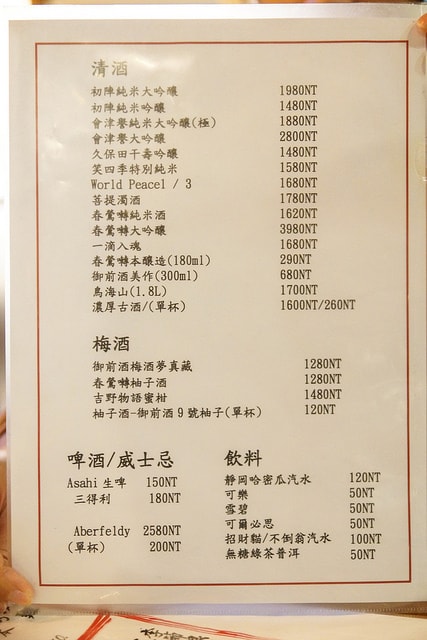 清酒
初陣純米大吟釀 1980NT
初陣純米吟釀 1480NT
會津譽純米大吟釀(極) 1880NT
會津譽大吟釀 2800NT
久保田千壽吟釀 1480NT
笑四季特別純米 1580NT
World Peace1 / 3 1680NT
菩提濁酒 1780NT
春鶯囀純米酒 1620NT
春鶯囀大吟釀 3980NT
一滴入魂 1680NT
春鶯囀本釀造(180ml) 290NT
御前酒美作(300ml) 680NT
鳥海山(1.8L) 1700NT
濃厚古酒/(單杯) 1600NT/260NT
梅酒
御前酒梅酒夢真藏 1280NT
春鶯囀柚子酒 1280NT
吉野物語蜜柑 1480NT
柚子酒-御前酒9號柚子(單杯) 120NT
啤酒/威士忌
Asahi 生啤 150NT
三得利 180NT
Aberfeldy 2580NT
(單杯) 200NT
飲料
靜岡哈密瓜汽水 120NT
可樂 50NT
雪碧 50NT
可爾必思 50NT
招財貓/不倒翁汽水 100NT
無糖綠茶普洱 50NT